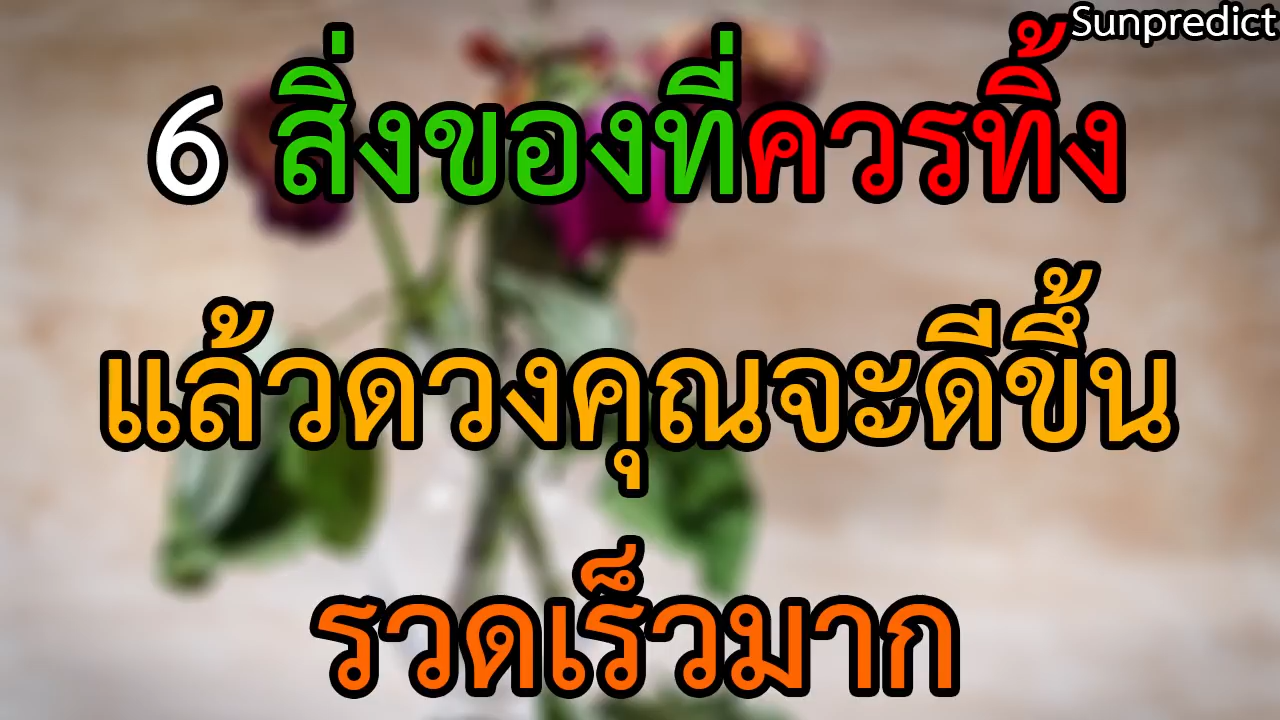 Sunpredict
6 สิ่งของที่ควรทิ้ง
แล้วดวงคุณจะดีขึ้น
รวดเร็วมาก